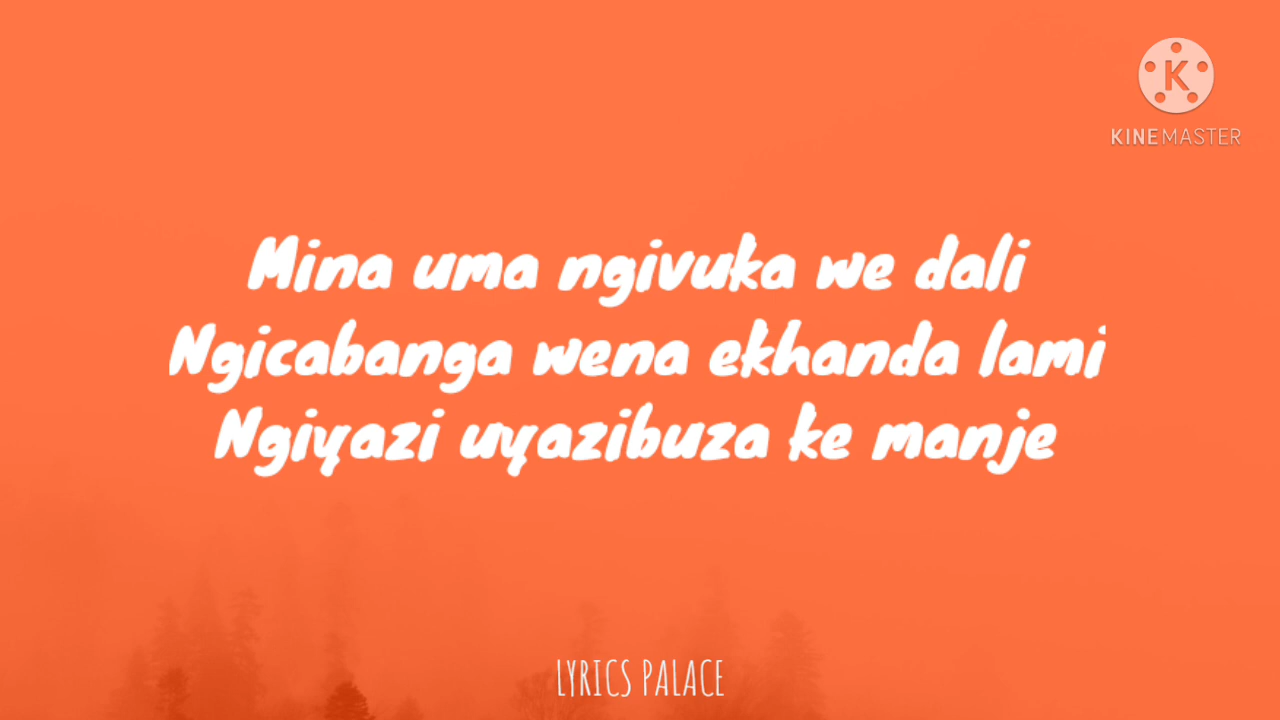 K
KINEMASTER
Mina uma ngivuka we dali
Ngicabanga wena ekhanda lami
Ngiyazi uyazibuza ke manje
LYRICS PALACE